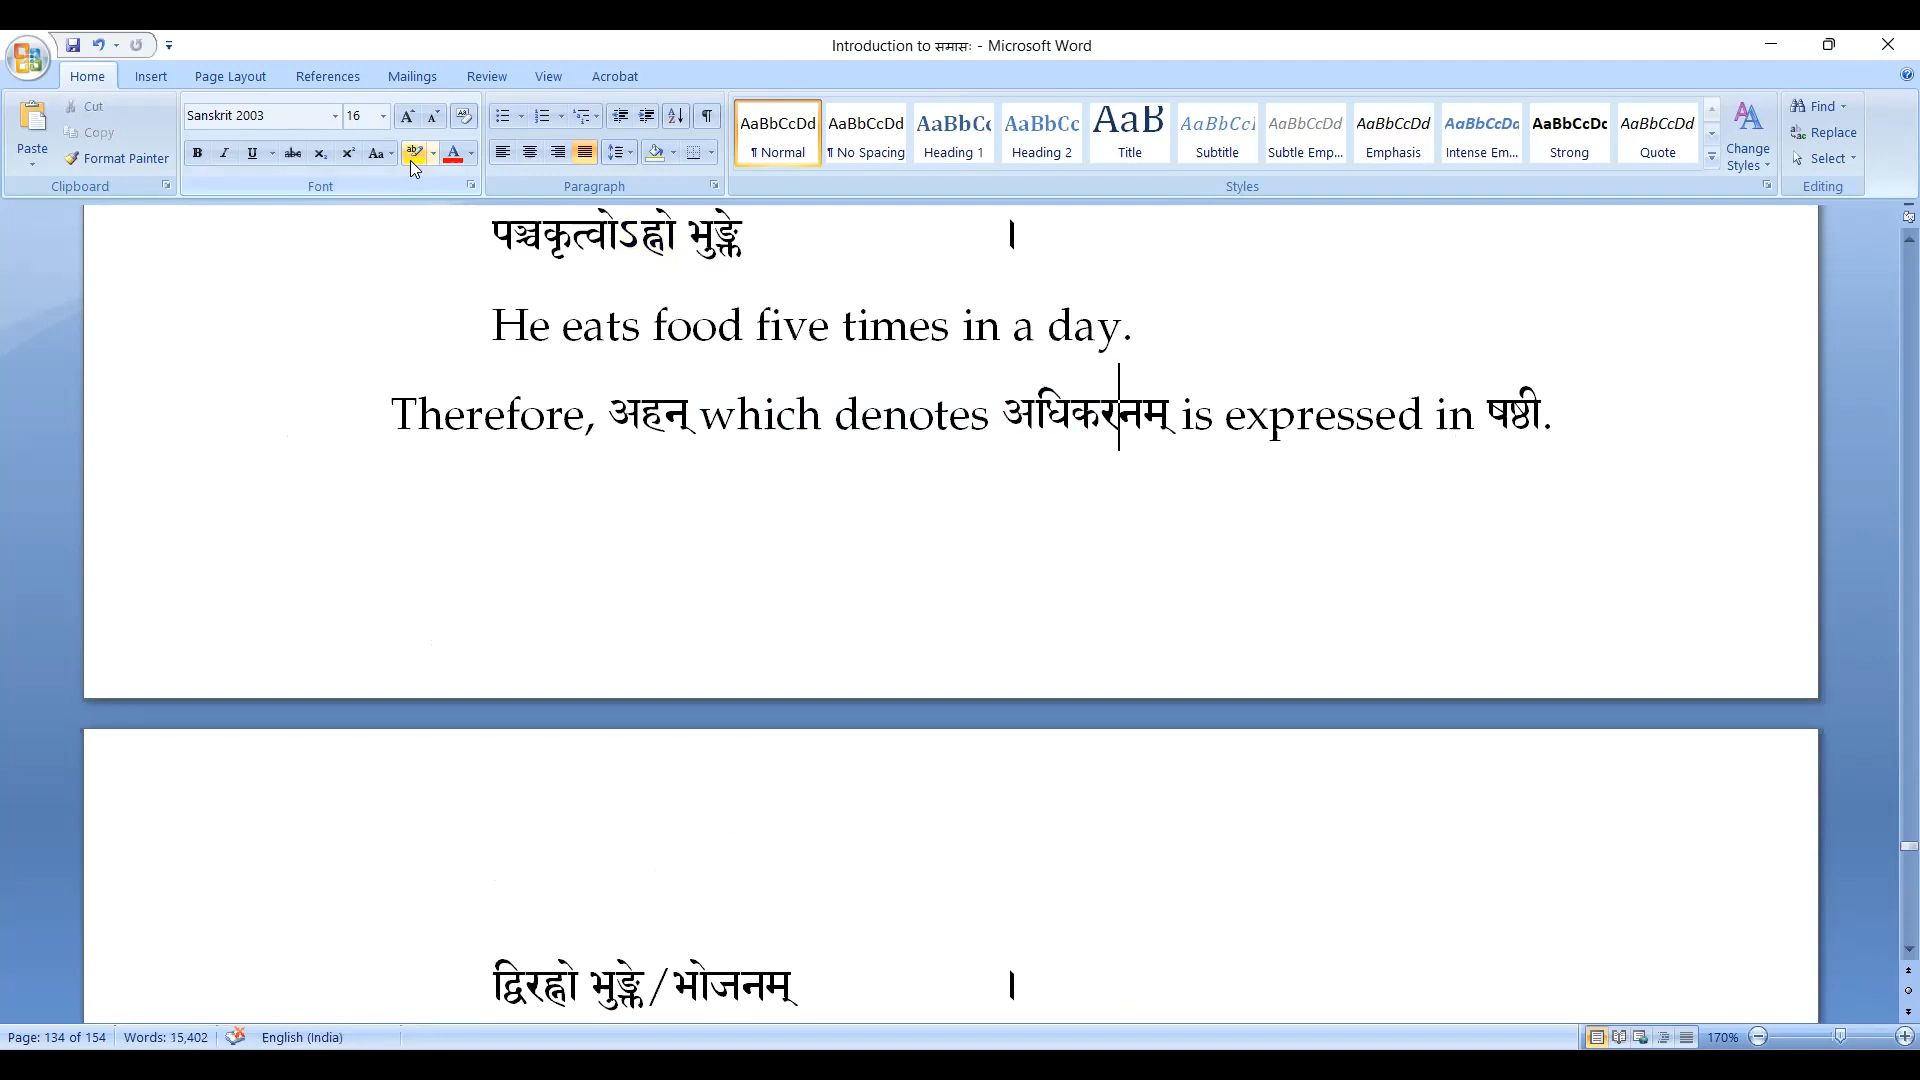 Introduction to समासः - Microsoft Word
Home Insert Page Layout References Mailings Review View Acrobat
Paste Cut Copy Format Painter
Clipboard
Sanskrit 2003 16
Font
Paragraph
AaBbCcDd AaBbCcDd AaBbCc AaBbCc AaB AaBbCcI AaBbCcDd AaBbCcDd AaBbCcDd AaBbCcDc AaBbCcDd
¶ Normal ¶ No Spacing Heading 1 Heading 2 Title Subtitle Subtle Emp... Emphasis Intense Em... Strong Quote
Change Styles
Styles
Find
Replace
Select
Editing
पञ्चकृत्वोऽह्नो भुङ्क्ते ।
He eats food five times in a day.
Therefore, अहन् which denotes अधिकरनम् is expressed in षष्ठी.
द्विरह्नो भुङ्क्ते/भोजनम् ।
Page: 134 of 154 Words: 15,402 English (India) 170%